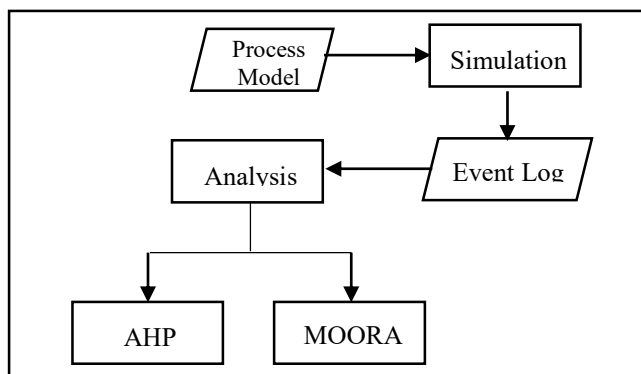 Process
Model
Simulation
Event Log
Analysis
AHP
MOORA